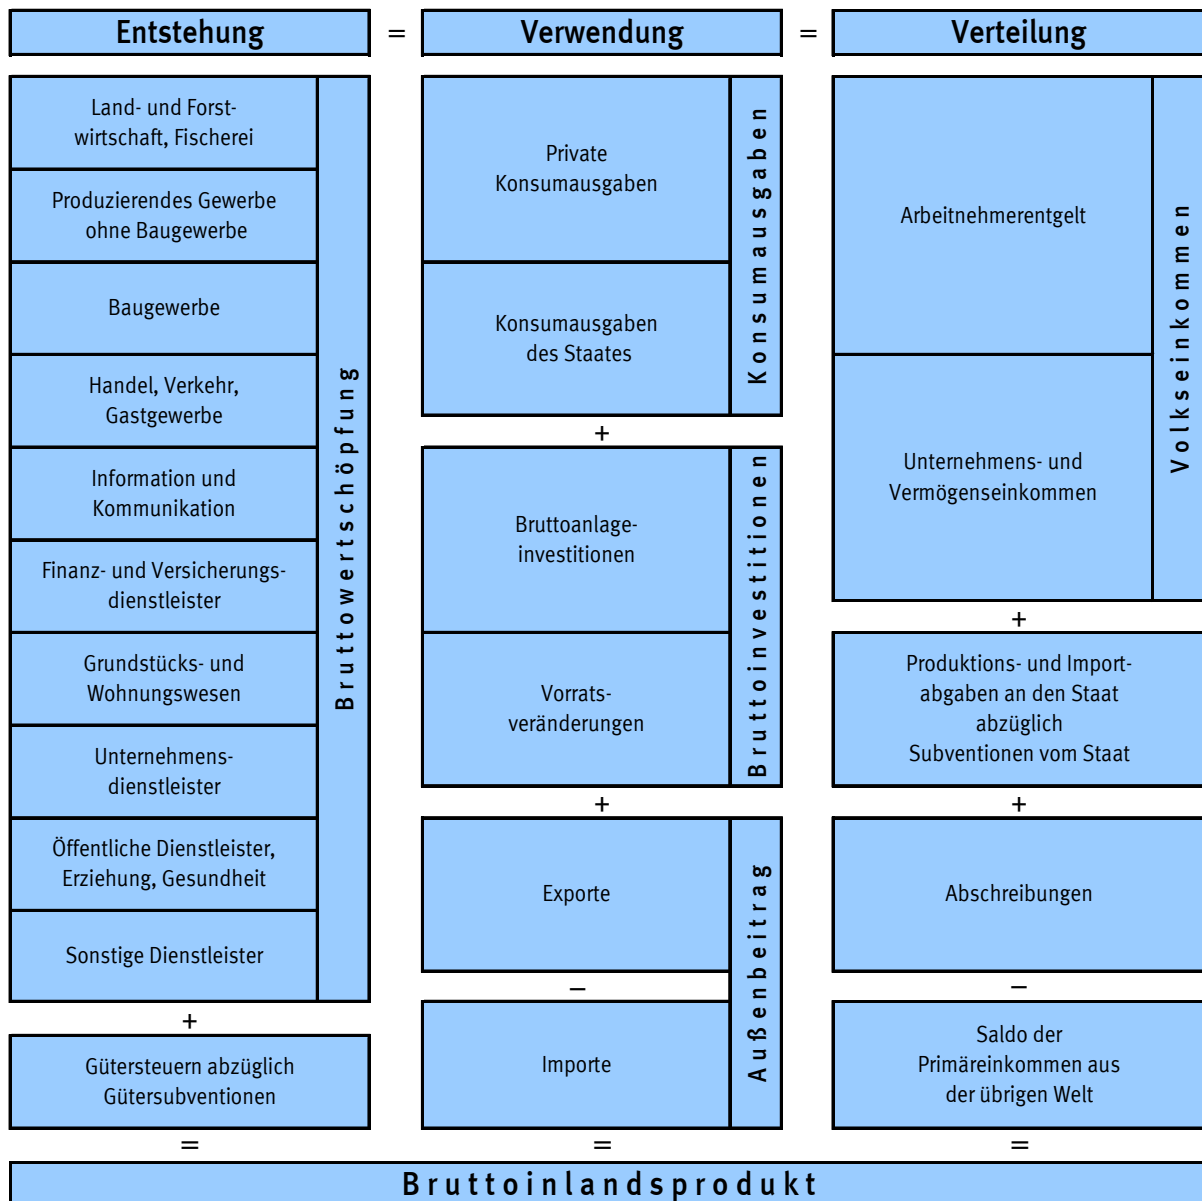 Entstehung = Verwendung = Verteilung
Land- und Forst-
wirtschaft, Fischerei
Produzierendes Gewerbe
ohne Baugewerbe
Baugewerbe
Handel, Verkehr,
Gastgewerbe
Information und
Kommunikation
Finanz- und Versicherungs-
dienstleister
Grundstücks- und
Wohnungswesen
Unternehmens-
dienstleister
Öffentliche Dienstleister,
Erziehung, Gesundheit
Sonstige Dienstleister
Bruttowertschöpfung
+
Gütersteuern abzüglich
Gütersubventionen
=
Private
Konsumausgaben
Konsumausgaben
des Staates
Konsumausgaben
+
Bruttoanlage-
investitionen
Vorrats-
veränderungen
Bruttoinvestitionen
+
Exporte
–
Importe
Außenbeitrag
=
Arbeitnehmerentgelt
Unternehmens- und
Vermögenseinkommen
Volkseinkommen
+
Produktions- und Import-
abgaben an den Staat
abzüglich
Subventionen vom Staat
+
Abschreibungen
–
Saldo der
Primäreinkommen aus
der übrigen Welt
=
Bruttoinlandsprodukt